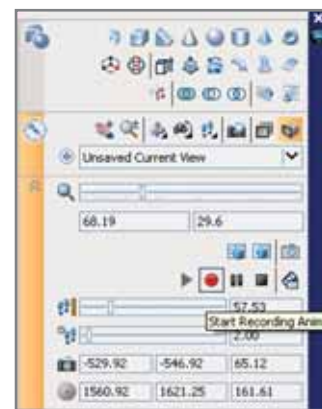 Unsaved Current View
68.19 29.6
57.53
Start Recording Anim
2.00
-529.92 -546.92 65.12
1560.92 1621.25 161.61